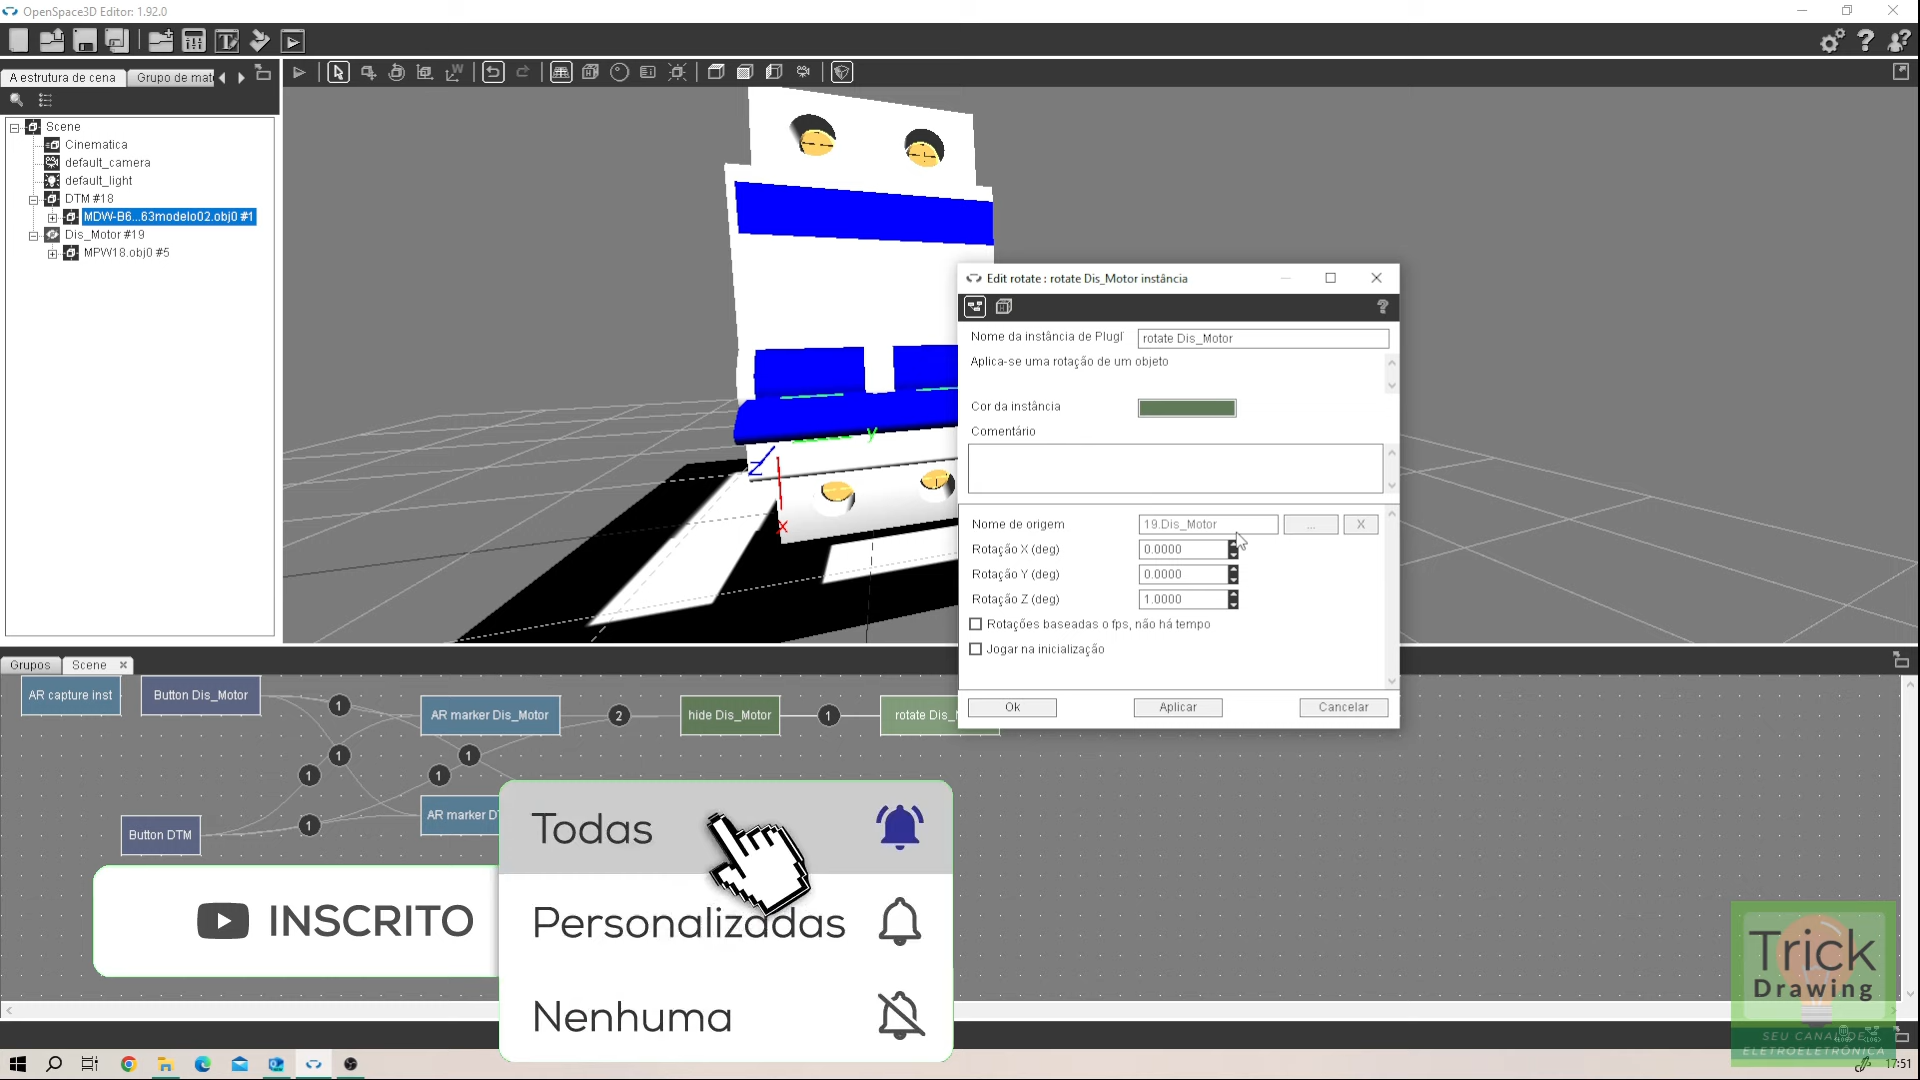 OpenSpace3D Editor: 1.92.0
A estrutura de cena
Grupo de mat
Scene
Cinematica
default_camera
default_light
DTM #18
MDW-B6...63modelo02.obj0 #1
Dis_Motor #19
MPW18.obj0 #5
y
Z
X
Edit rotate : rotate Dis_Motor instância
Nome da instância de Plugl
rotate Dis_Motor
Aplica-se uma rotação de um objeto
Cor da instância
Comentário
Nome de origem
19.Dis_Motor
...
X
Rotação X (deg)
0.0000
Rotação Y (deg)
0.0000
Rotação Z (deg)
1.0000
Rotações baseadas o fps, não há tempo
Jogar na inicialização
Ok
Aplicar
Cancelar
Grupos
Scene
AR capture inst
Button Dis_Motor
1
AR marker Dis_Motor
2
hide Dis_Motor
1
rotate Dis_
1
1
1
1
1
Button DTM
AR marker D
Todas
Personalizadas
Nenhuma
INSCRITO
Trick
Drawing
SEU CANAL DE
ELETROELETRÔNICA
17:51